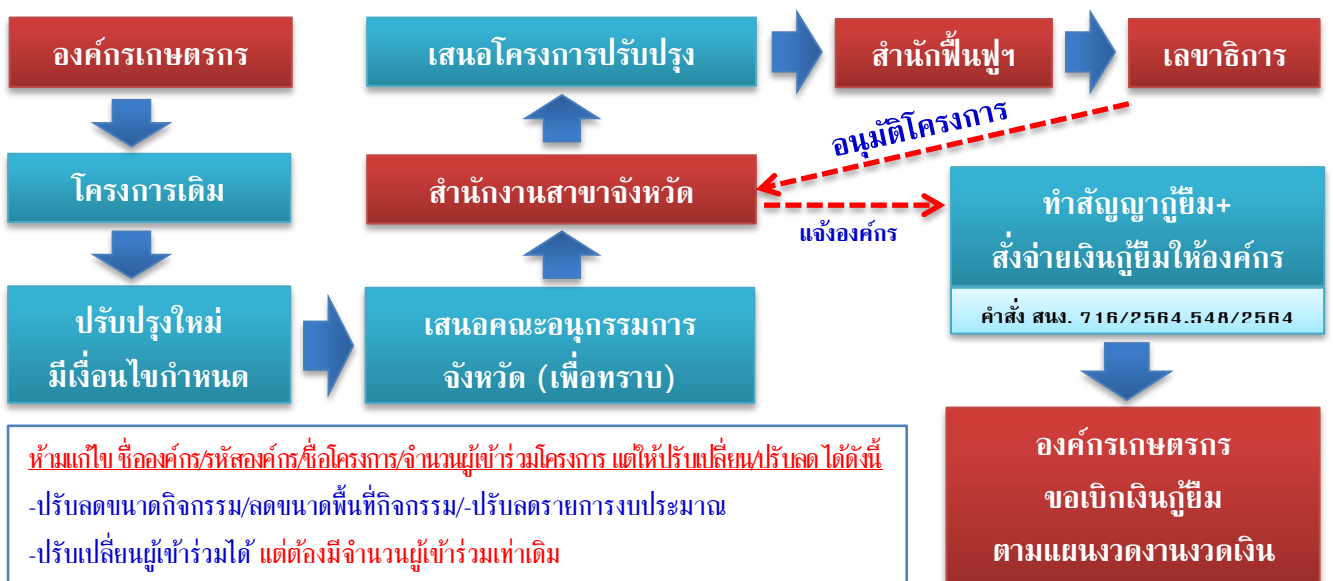 องค์กรเกษตรกร
โครงการเดิม
ปรับปรุงใหม่
มีเงื่อนไขกำหนด
เสนอคณะอนุกรรมการ
จังหวัด (เพื่อทราบ)
สำนักงานสาขาจังหวัด
เสนอโครงการปรับปรุง
สำนักฟื้นฟูฯ
เลขาธิการ
อนุมัติโครงการ
แจ้งองค์กร
ทำสัญญากู้ยืม+
สั่งจ่ายเงินกู้ยืมให้องค์กร
คำสั่ง สนง. 716/2564.548/2564
องค์กรเกษตรกร
ขอเบิกเงินกู้ยืม
ตามแผนงวดงานงวดเงิน
ห้ามแก้ไข ชื่อองค์กร/รหัสองค์กร/ชื่อโครงการ/จำนวนผู้เข้าร่วมโครงการ แต่ให้ปรับเปลี่ยน/ปรับลด ได้ดังนี้
-ปรับลดขนาดกิจกรรม/ลดขนาดพื้นที่กิจกรรม/-ปรับลดรายการงบประมาณ
-ปรับเปลี่ยนผู้เข้าร่วมได้ แต่ต้องมีจำนวนผู้เข้าร่วมเท่าเดิม